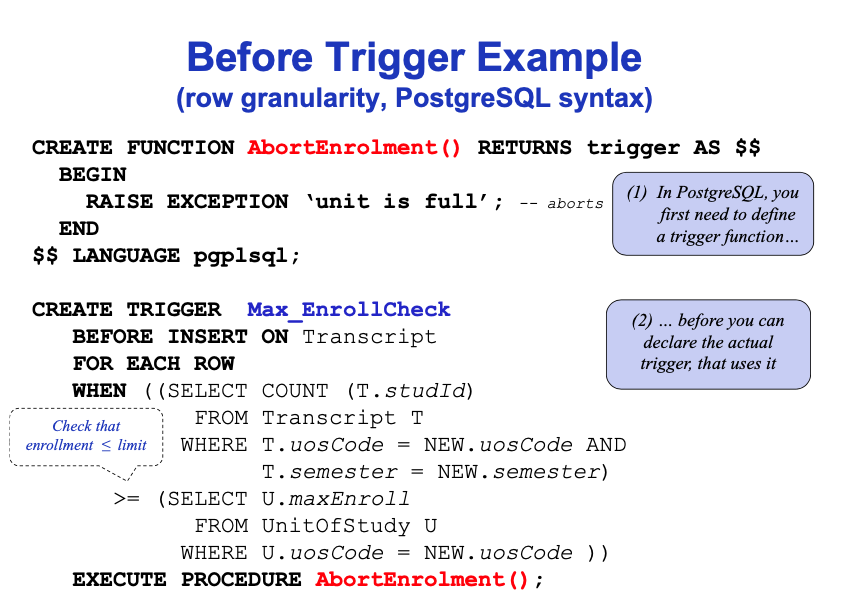 Before Trigger Example
(row granularity, PostgreSQL syntax)
CREATE FUNCTION AbortEnrolment() RETURNS trigger AS $$
BEGIN
RAISE EXCEPTION ‘unit is full’; -- aborts
END
$$ LANGUAGE pgplsql;
(1) In PostgreSQL, you
first need to define
a trigger function…
CREATE TRIGGER Max_EnrollCheck
BEFORE INSERT ON Transcript
FOR EACH ROW
WHEN ((SELECT COUNT (T.studId)
FROM Transcript T
WHERE T.uosCode = NEW.uosCode AND
T.semester = NEW.semester)
>= (SELECT U.maxEnroll
FROM UnitOfStudy U
WHERE U.uosCode = NEW.uosCode ))
EXECUTE PROCEDURE AbortEnrolment();
(2) … before you can
declare the actual
trigger, that uses it
Check that
enrollment ≤ limit